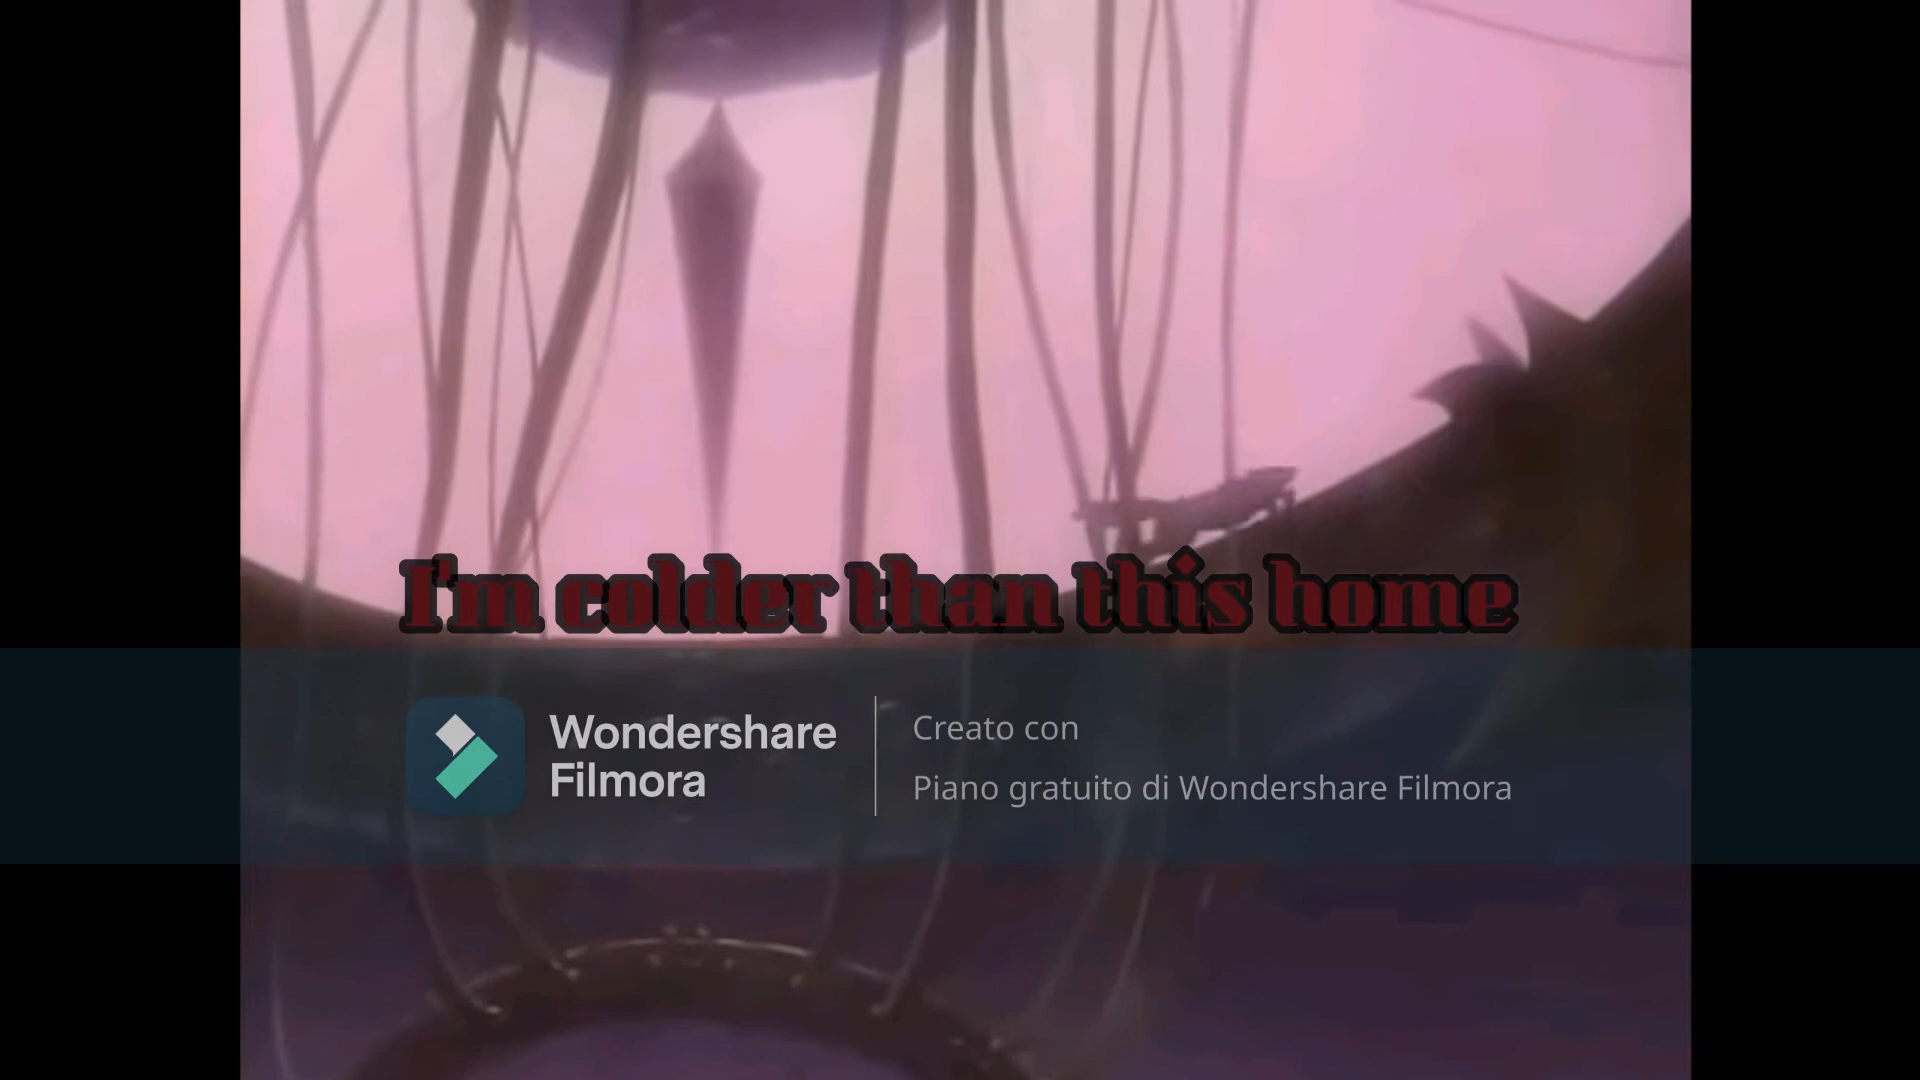 I'm colder than this home
Wondershare
Filmora
Creato con
Piano gratuito di Wondershare Filmora